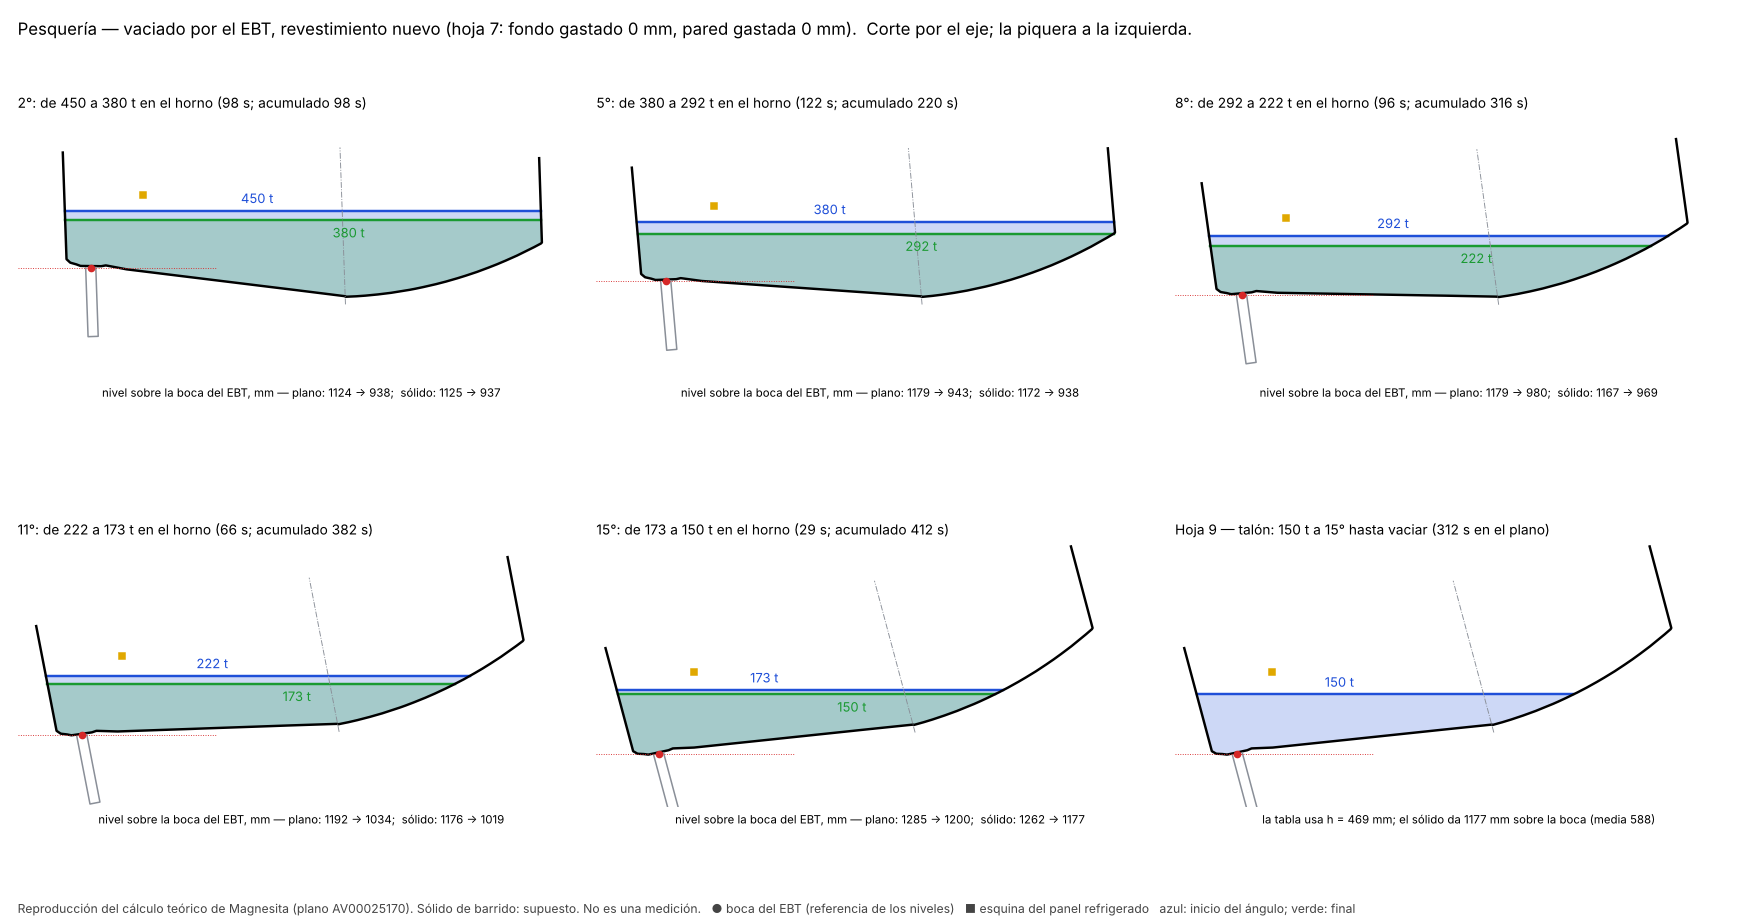 Pesquería — vaciado por el EBT, revestimiento nuevo (hoja 7: fondo gastado 0 mm, pared gastada 0 mm).  Corte por el eje; la piquera a la izquierda.
2°: de 450 a 380 t en el horno (98 s; acumulado 98 s)
450 t
380 t
nivel sobre la boca del EBT, mm — plano: 1124 → 938;  sólido: 1125 → 937
5°: de 380 a 292 t en el horno (122 s; acumulado 220 s)
380 t
292 t
nivel sobre la boca del EBT, mm — plano: 1179 → 943;  sólido: 1172 → 938
8°: de 292 a 222 t en el horno (96 s; acumulado 316 s)
292 t
222 t
nivel sobre la boca del EBT, mm — plano: 1179 → 980;  sólido: 1167 → 969
11°: de 222 a 173 t en el horno (66 s; acumulado 382 s)
222 t
173 t
nivel sobre la boca del EBT, mm — plano: 1192 → 1034;  sólido: 1176 → 1019
15°: de 173 a 150 t en el horno (29 s; acumulado 412 s)
173 t
150 t
nivel sobre la boca del EBT, mm — plano: 1285 → 1200;  sólido: 1262 → 1177
Hoja 9 — talón: 150 t a 15° hasta vaciar (312 s en el plano)
150 t
la tabla usa h = 469 mm; el sólido da 1177 mm sobre la boca (media 588)
Reproducción del cálculo teórico de Magnesita (plano AV00025170). Sólido de barrido: supuesto. No es una medición.   ● boca del EBT (referencia de los niveles)   ■ esquina del panel refrigerado   azul: inicio del ángulo; verde: final